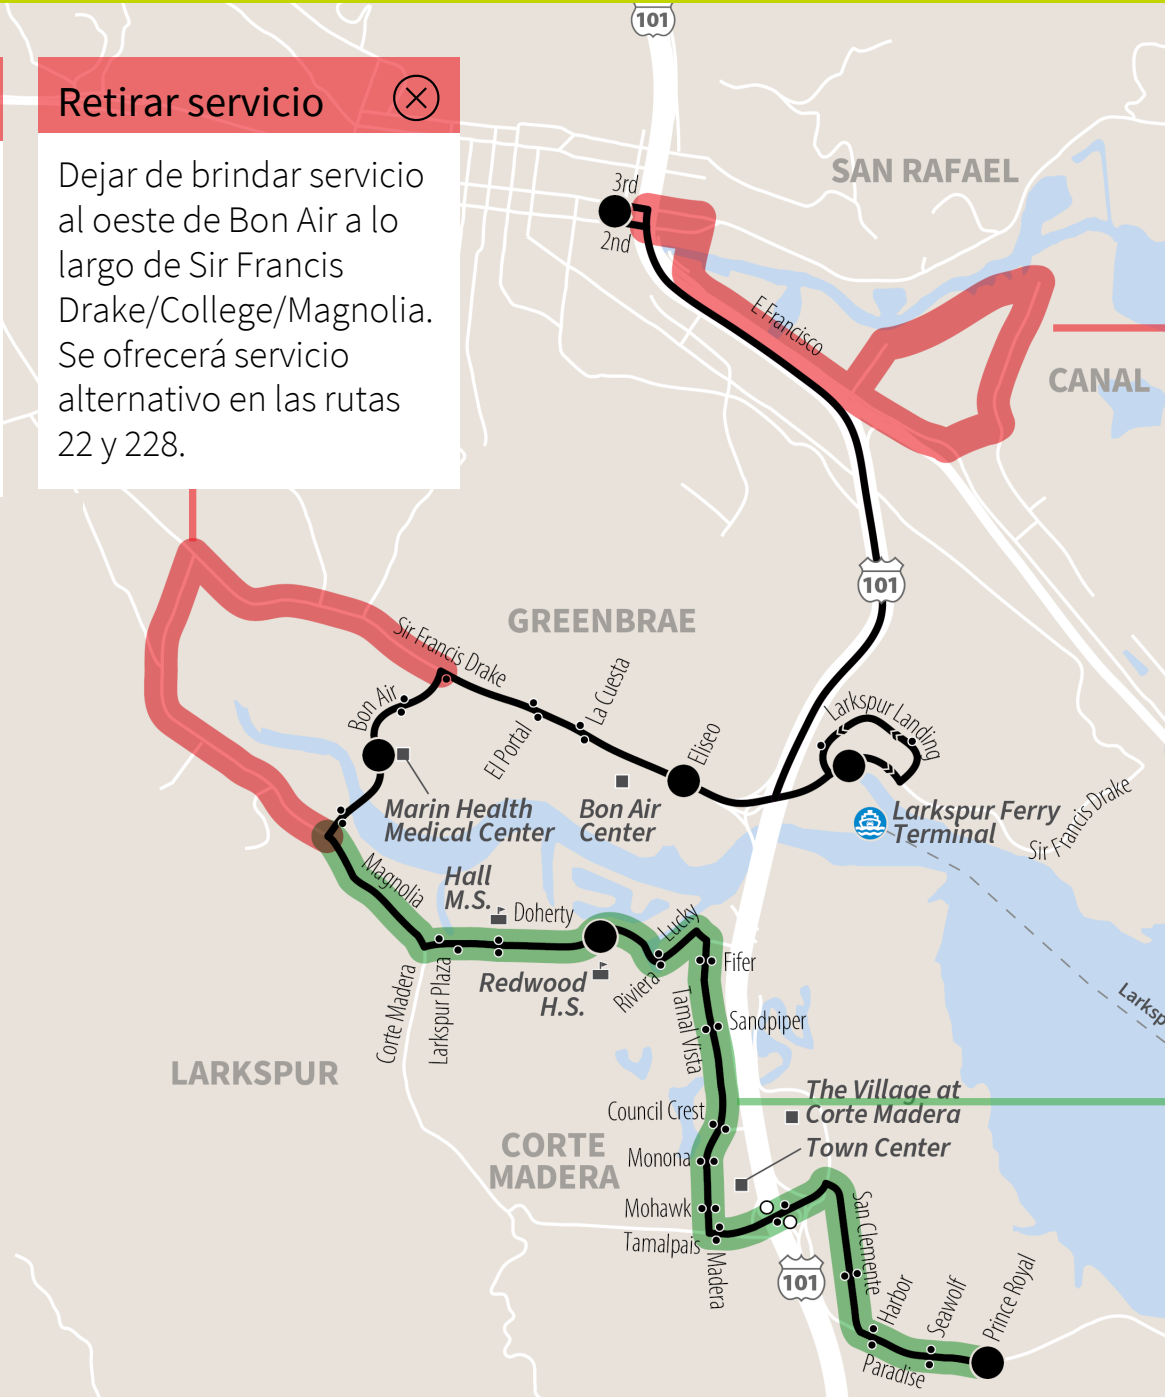 101
Retirar servicio
Dejar de brindar servicio
al oeste de Bon Air a lo
largo de Sir Francis
Drake/College/Magnolia.
Se ofrecerá servicio
alternativo en las rutas
22 y 228.
SAN RAFAEL
3rd
2nd
E Francisco
CANAL
101
GREENBRAE
Sir Francis Drake
Bon Air
El Portal
La Cuesta
Eliseo
Larkspur Landing
Marin Health
Medical Center
Bon Air
Center
Larkspur Ferry
Terminal
Sir Francis Drake
Magnolia
Hall
M.S.
Doherty
Lucky
Redwood
H.S.
Riviera
Fifer
Corte Madera
Larkspur Plaza
Tamal Vista
Sandpiper
Larksp
LARKSPUR
The Village at
Corte Madera
Council Crest
Town Center
CORTE
MADERA
Monona
Mohawk
Tamalpais
Madera
San Clemente
101
Harbor
Seawolf
Prince Royal
Paradise